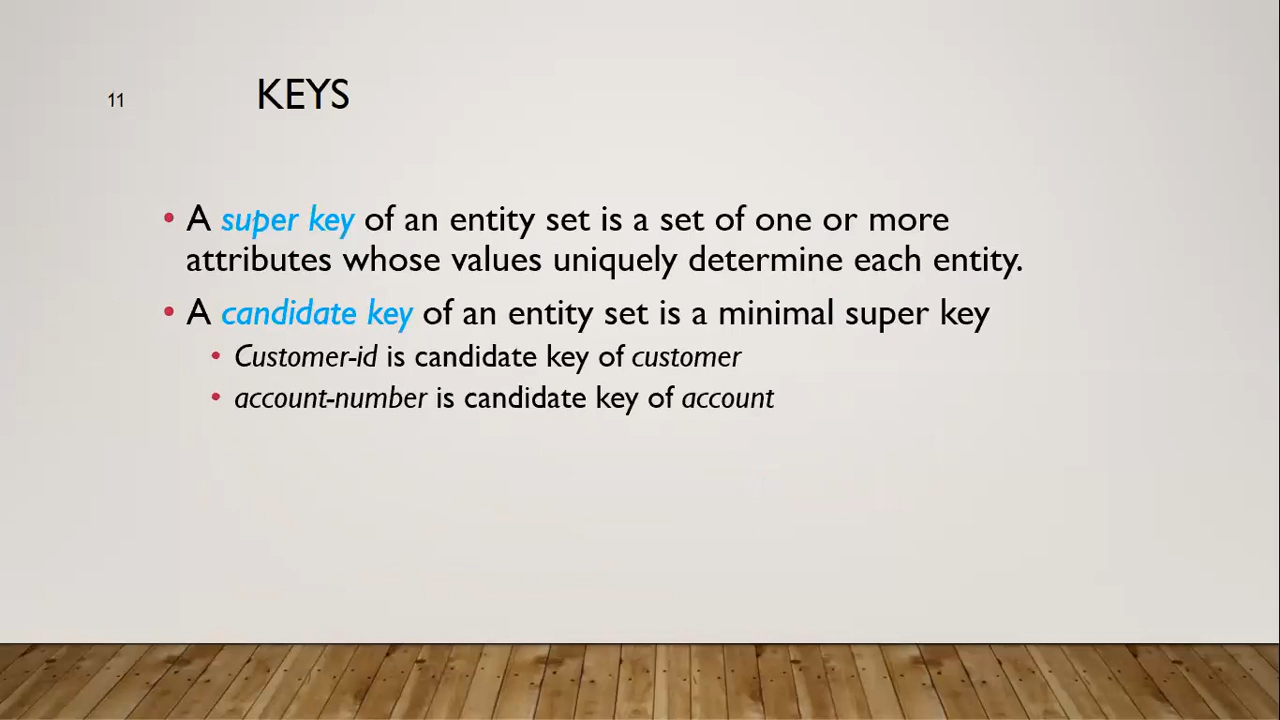 11
KEYS
• A super key of an entity set is a set of one or more
attributes whose values uniquely determine each entity.
• A candidate key of an entity set is a minimal super key
• Customer-id is candidate key of customer
• account-number is candidate key of account